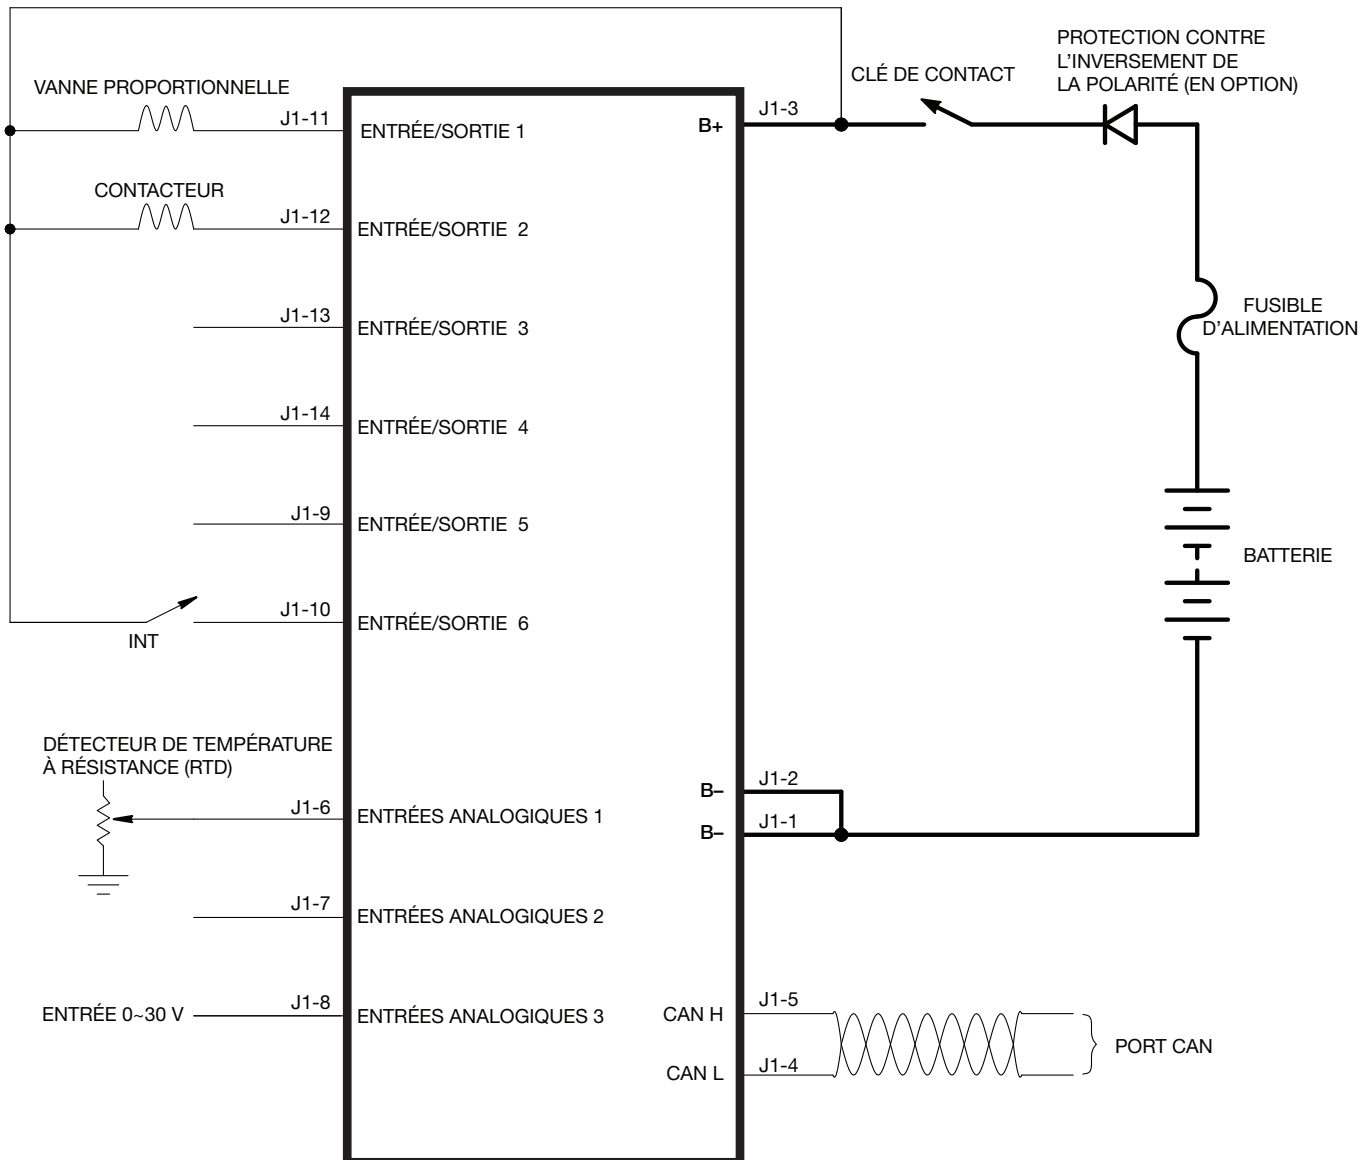 PROTECTION CONTRE
L'INVERSEMENT DE
LA POLARITÉ (EN OPTION)
CLÉ DE CONTACT
VANNE PROPORTIONNELLE
J1-11
ENTRÉE/SORTIE 1
B+
J1-3
CONTACTEUR
J1-12
ENTRÉE/SORTIE 2
J1-13
ENTRÉE/SORTIE 3
FUSIBLE
D'ALIMENTATION
J1-14
ENTRÉE/SORTIE 4
J1-9
ENTRÉE/SORTIE 5
BATTERIE
J1-10
ENTRÉE/SORTIE 6
INT
DÉTECTEUR DE TEMPÉRATURE
À RÉSISTANCE (RTD)
J1-6
ENTRÉES ANALOGIQUES 1
B–
J1-2
B–
J1-1
J1-7
ENTRÉES ANALOGIQUES 2
ENTRÉE 0~30 V
J1-8
ENTRÉES ANALOGIQUES 3
CAN H
J1-5
PORT CAN
CAN L
J1-4